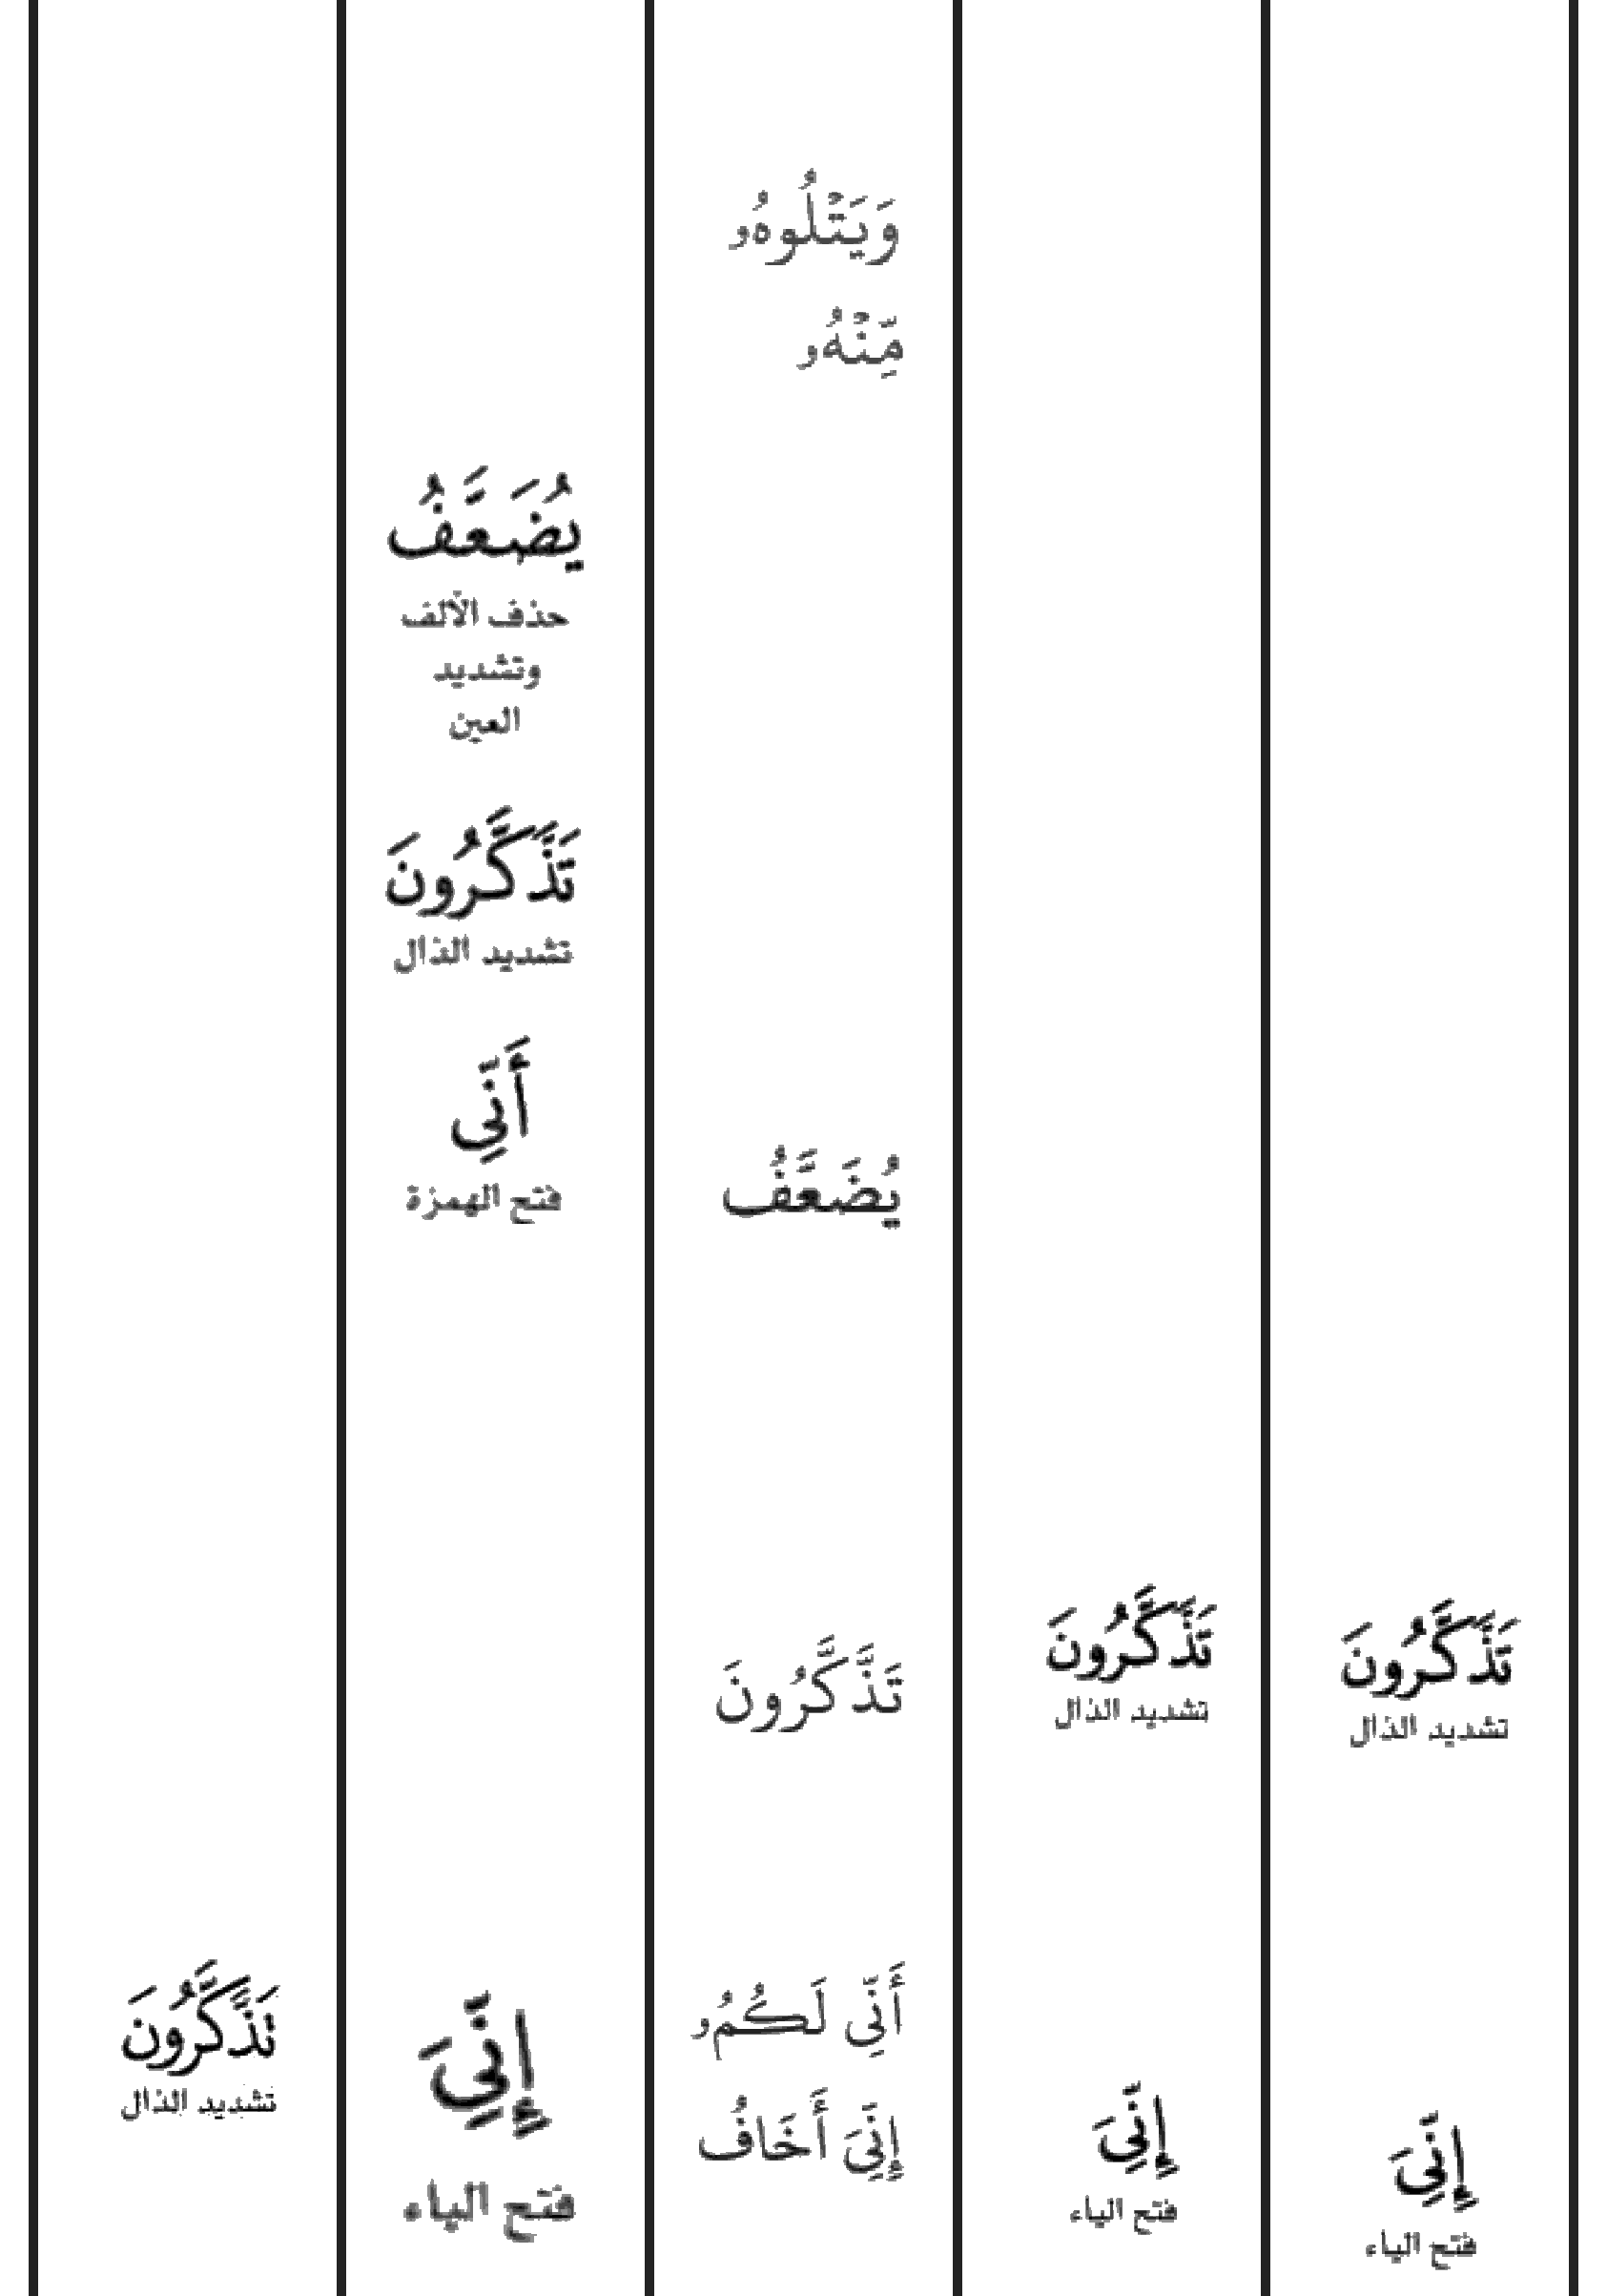 تَذَّكَّرُونَ
تشديد الذال
إِنِّيَ
فتح الياء
تَذَّكَّرُونَ
تشديد الذال
إِنِّيَ
فتح الياء
وَيَتْلُوهُۥ
مِّنْهُۥ
يُضَعَّفُ
تَذَّكَّرُونَ
أَنِّي لَكُمُۥ
إِنِّيَ أَخَافُ
يُضَعَّفُ
حذف الألف
وتشديد
العين
تَذَّكَّرُونَ
تشديد الذال
أَنِّي
فتح الهمزة
إِنِّيَ
فتح الياء
تَذَّكَّرُونَ
تشديد الذال